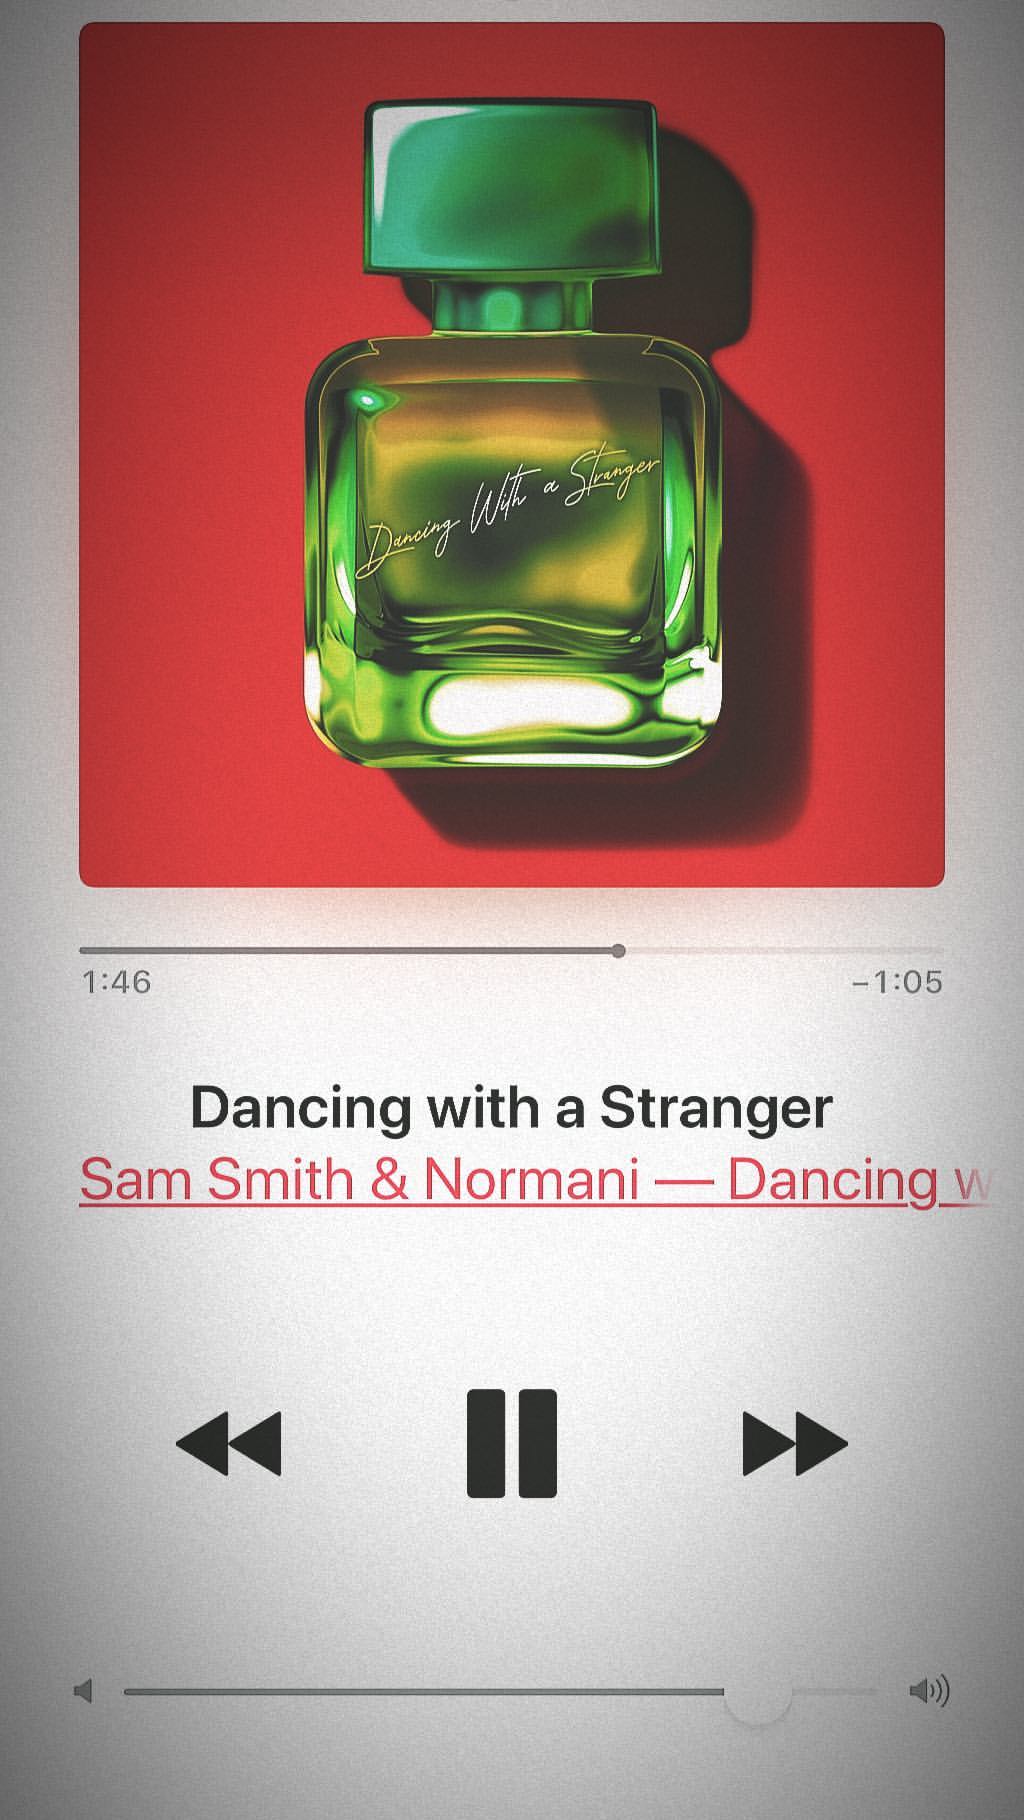 Dancing With a Stranger
1:46
–1:05
Dancing with a Stranger
Sam Smith & Normani — Dancing w